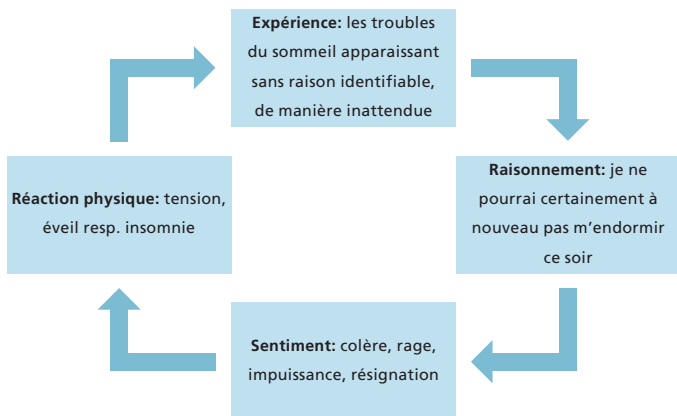 Expérience: les troubles
du sommeil apparaissant
sans raison identifiable,
de manière inattendue
Raisonnement: je ne
pourrai certainement à
nouveau pas m’endormir
ce soir
Sentiment: colère, rage,
impuissance, résignation
Réaction physique: tension,
éveil resp. insomnie